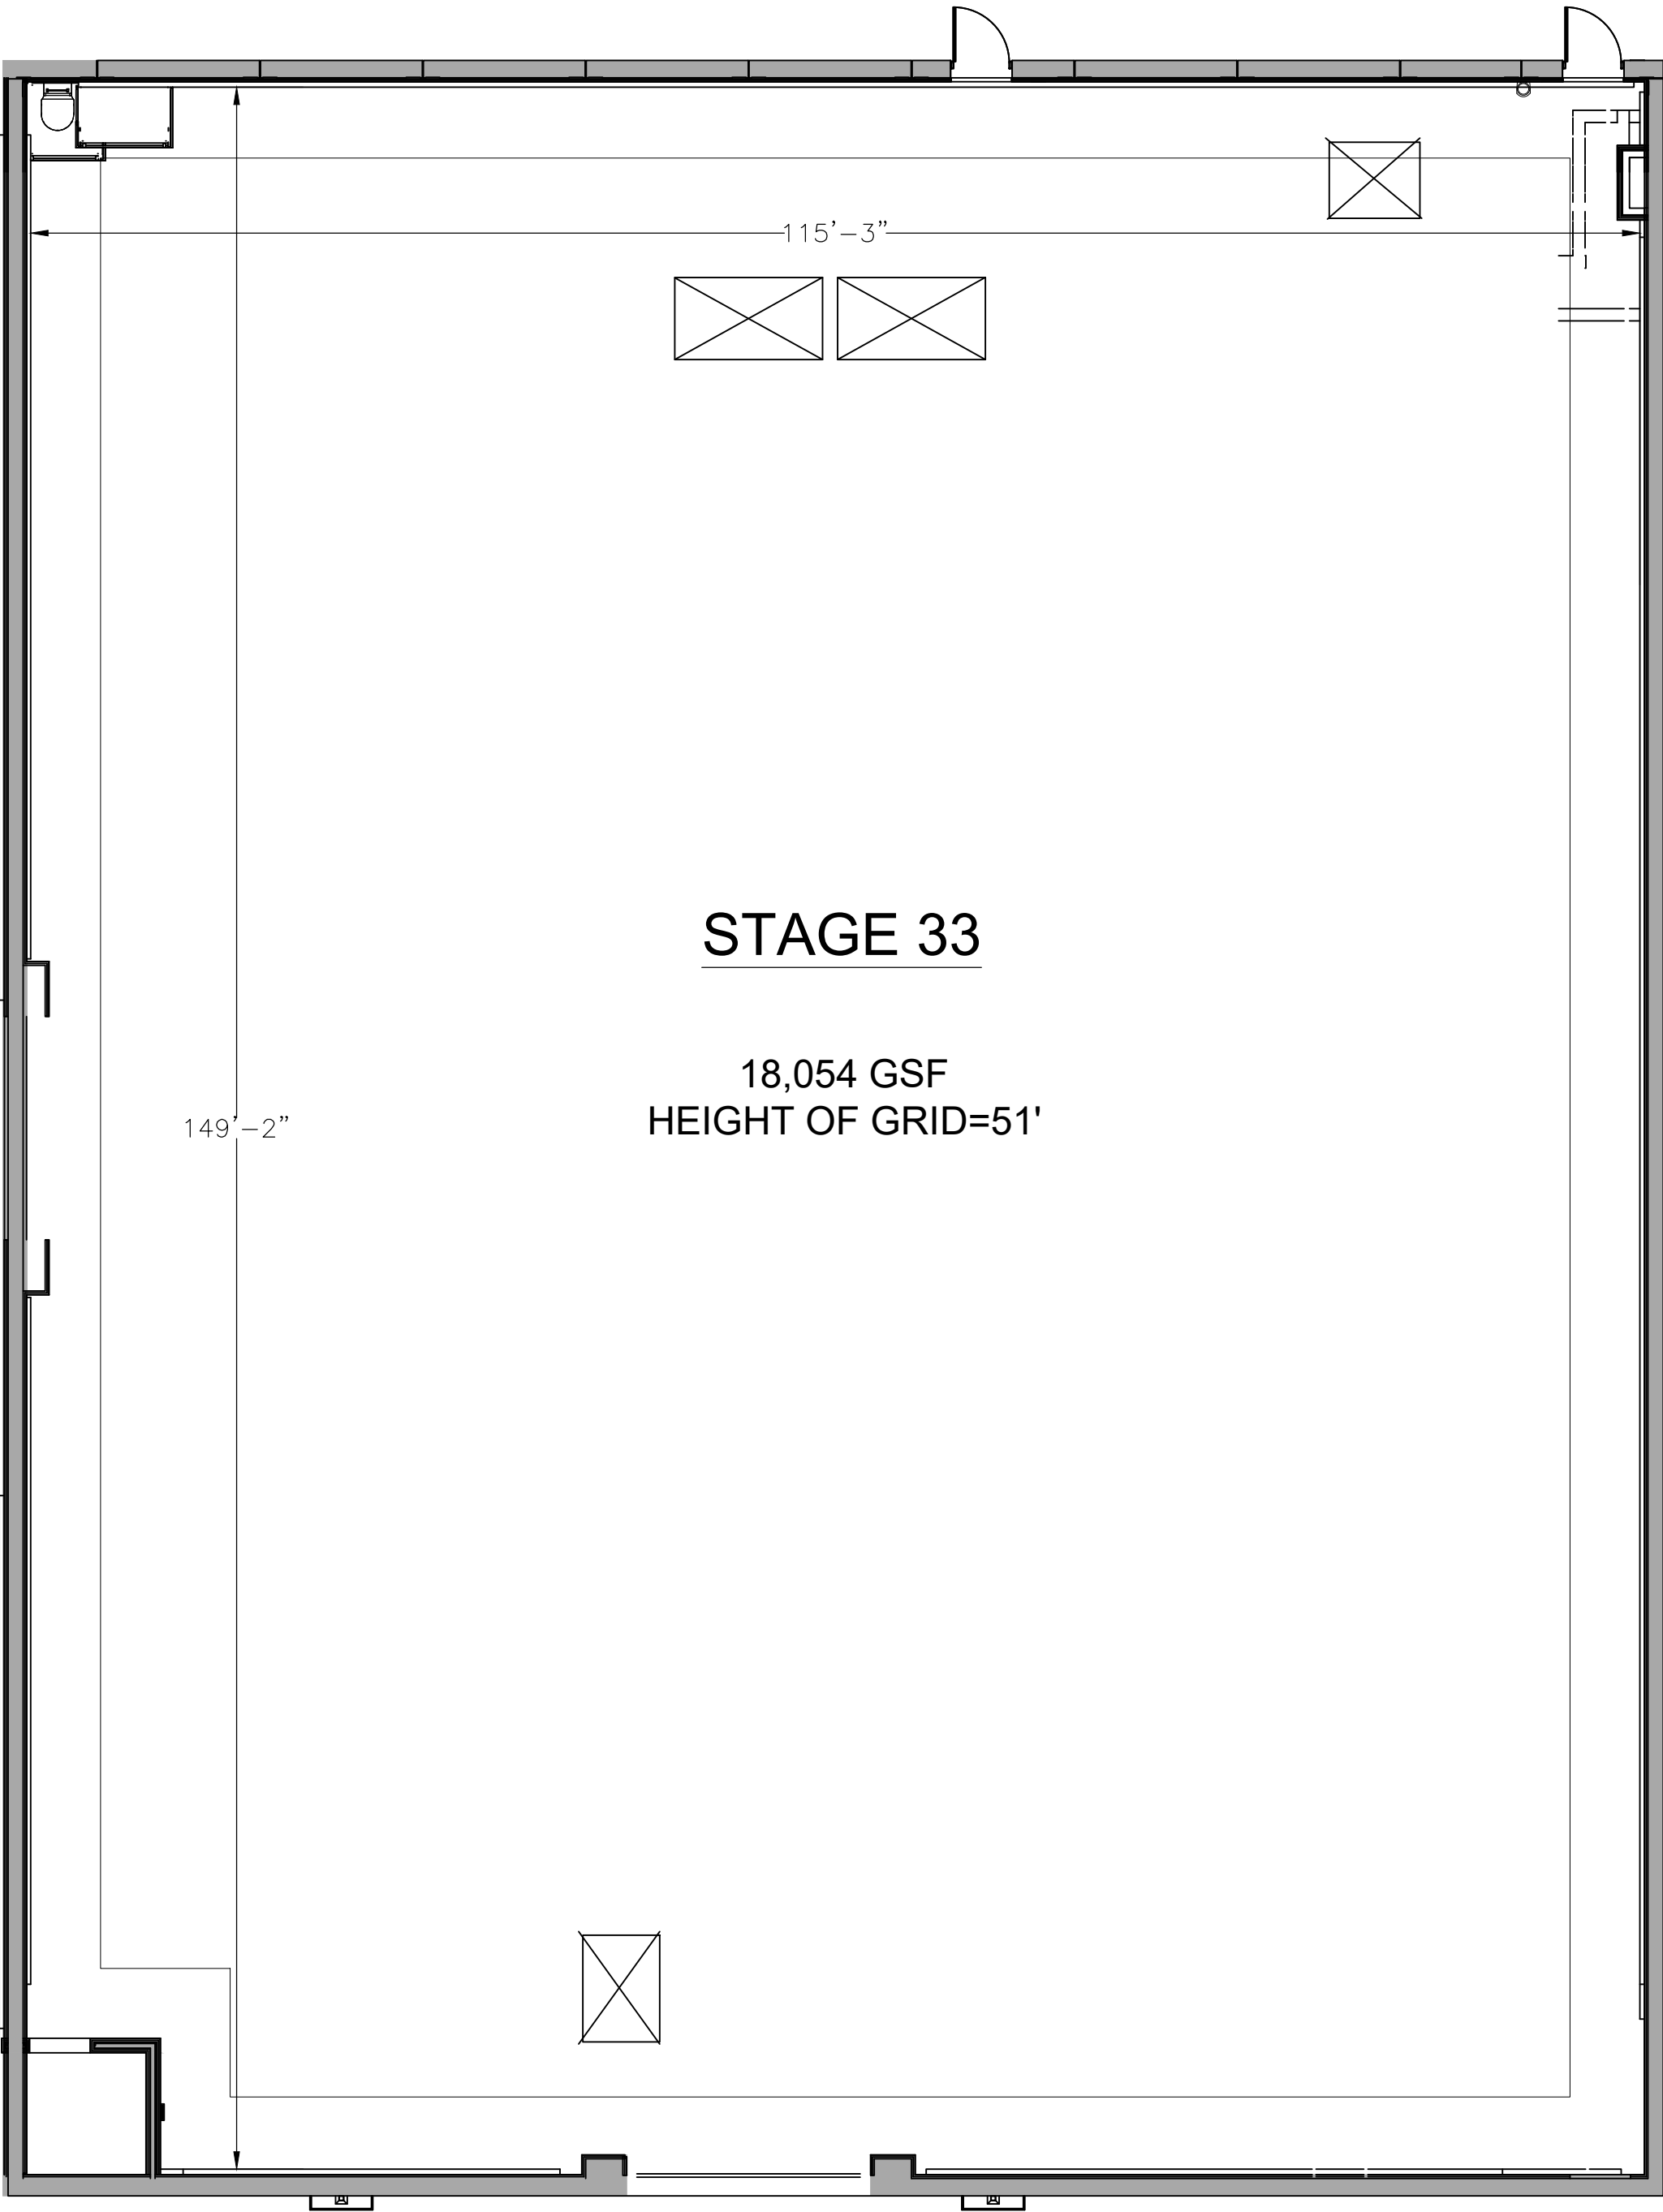 115'-3"
STAGE 33
18,054 GSF
HEIGHT OF GRID=51'
149'-2"